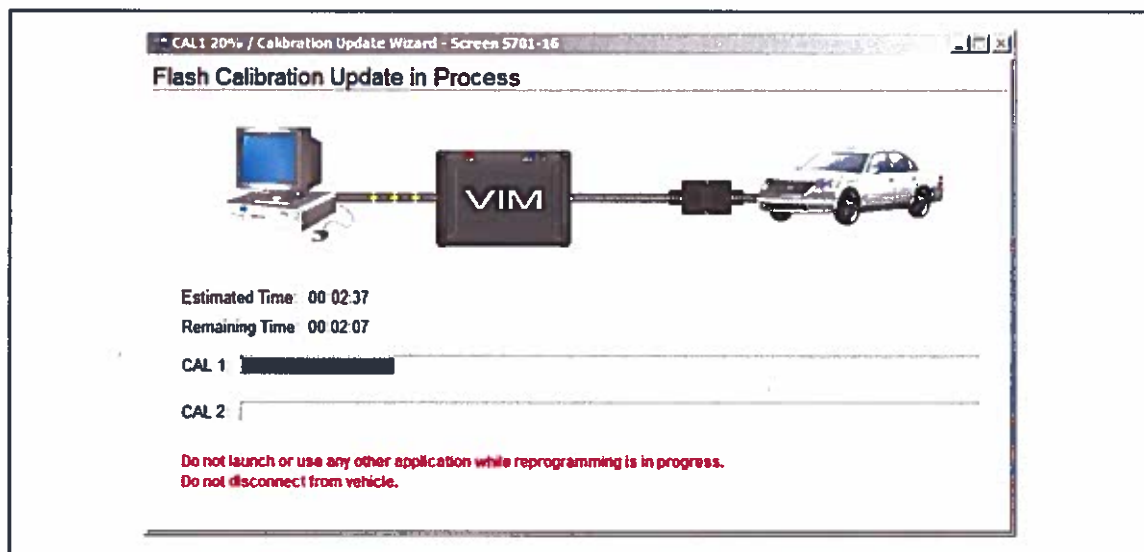 * CAL1 20% / Calibration Update Wizard - Screen 5701-16
Flash Calibration Update in Process
VIM
Estimated Time: 00:02:37
Remaining Time 00:02:07
CAL 1
CAL 2
Do not launch or use any other application while reprogramming is in progress.
Do not disconnect from vehicle.